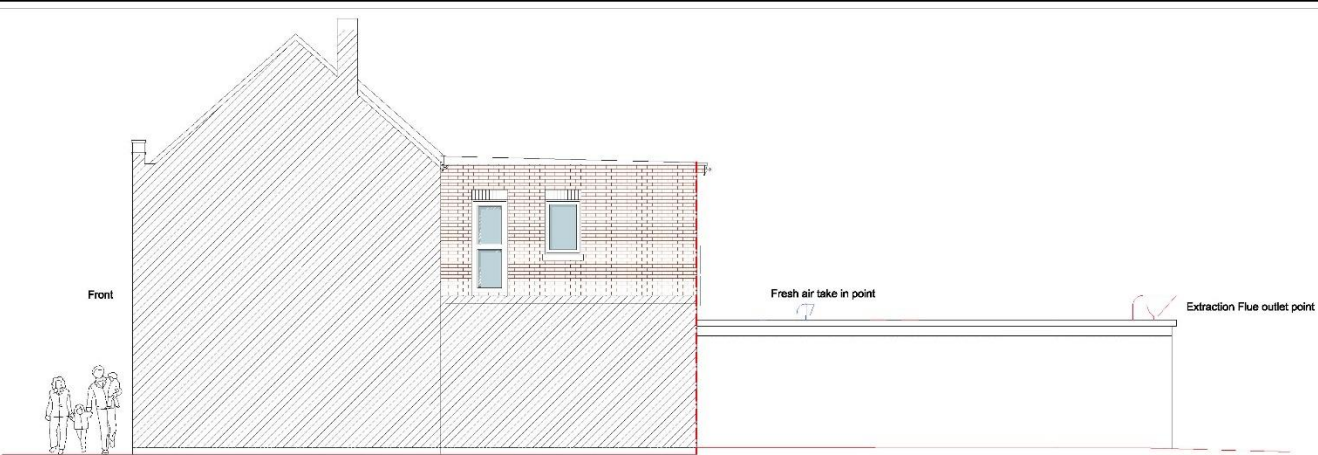 Front
Fresh air take in point
Extraction Flue outlet point